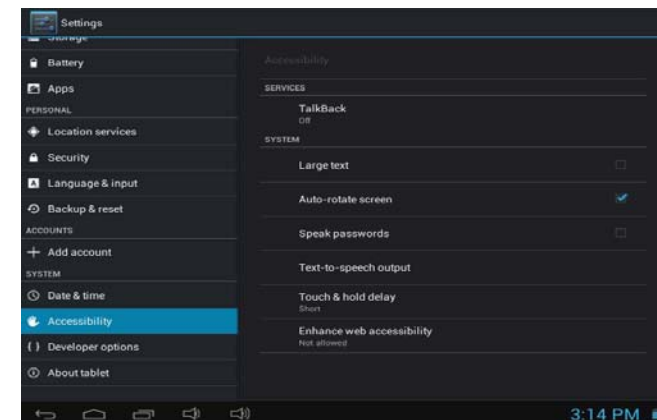 Settings
Storage
Battery
Apps
PERSONAL
Location services
Security
Language & input
Backup & reset
ACCOUNTS
Add account
SYSTEM
Date & time
Accessibility
{ } Developer options
About tablet
Accessibility
SERVICES
TalkBack
Off
SYSTEM
Large text
Auto-rotate screen
Speak passwords
Text-to-speech output
Touch & hold delay
Short
Enhance web accessibility
Not allowed
3:14 PM